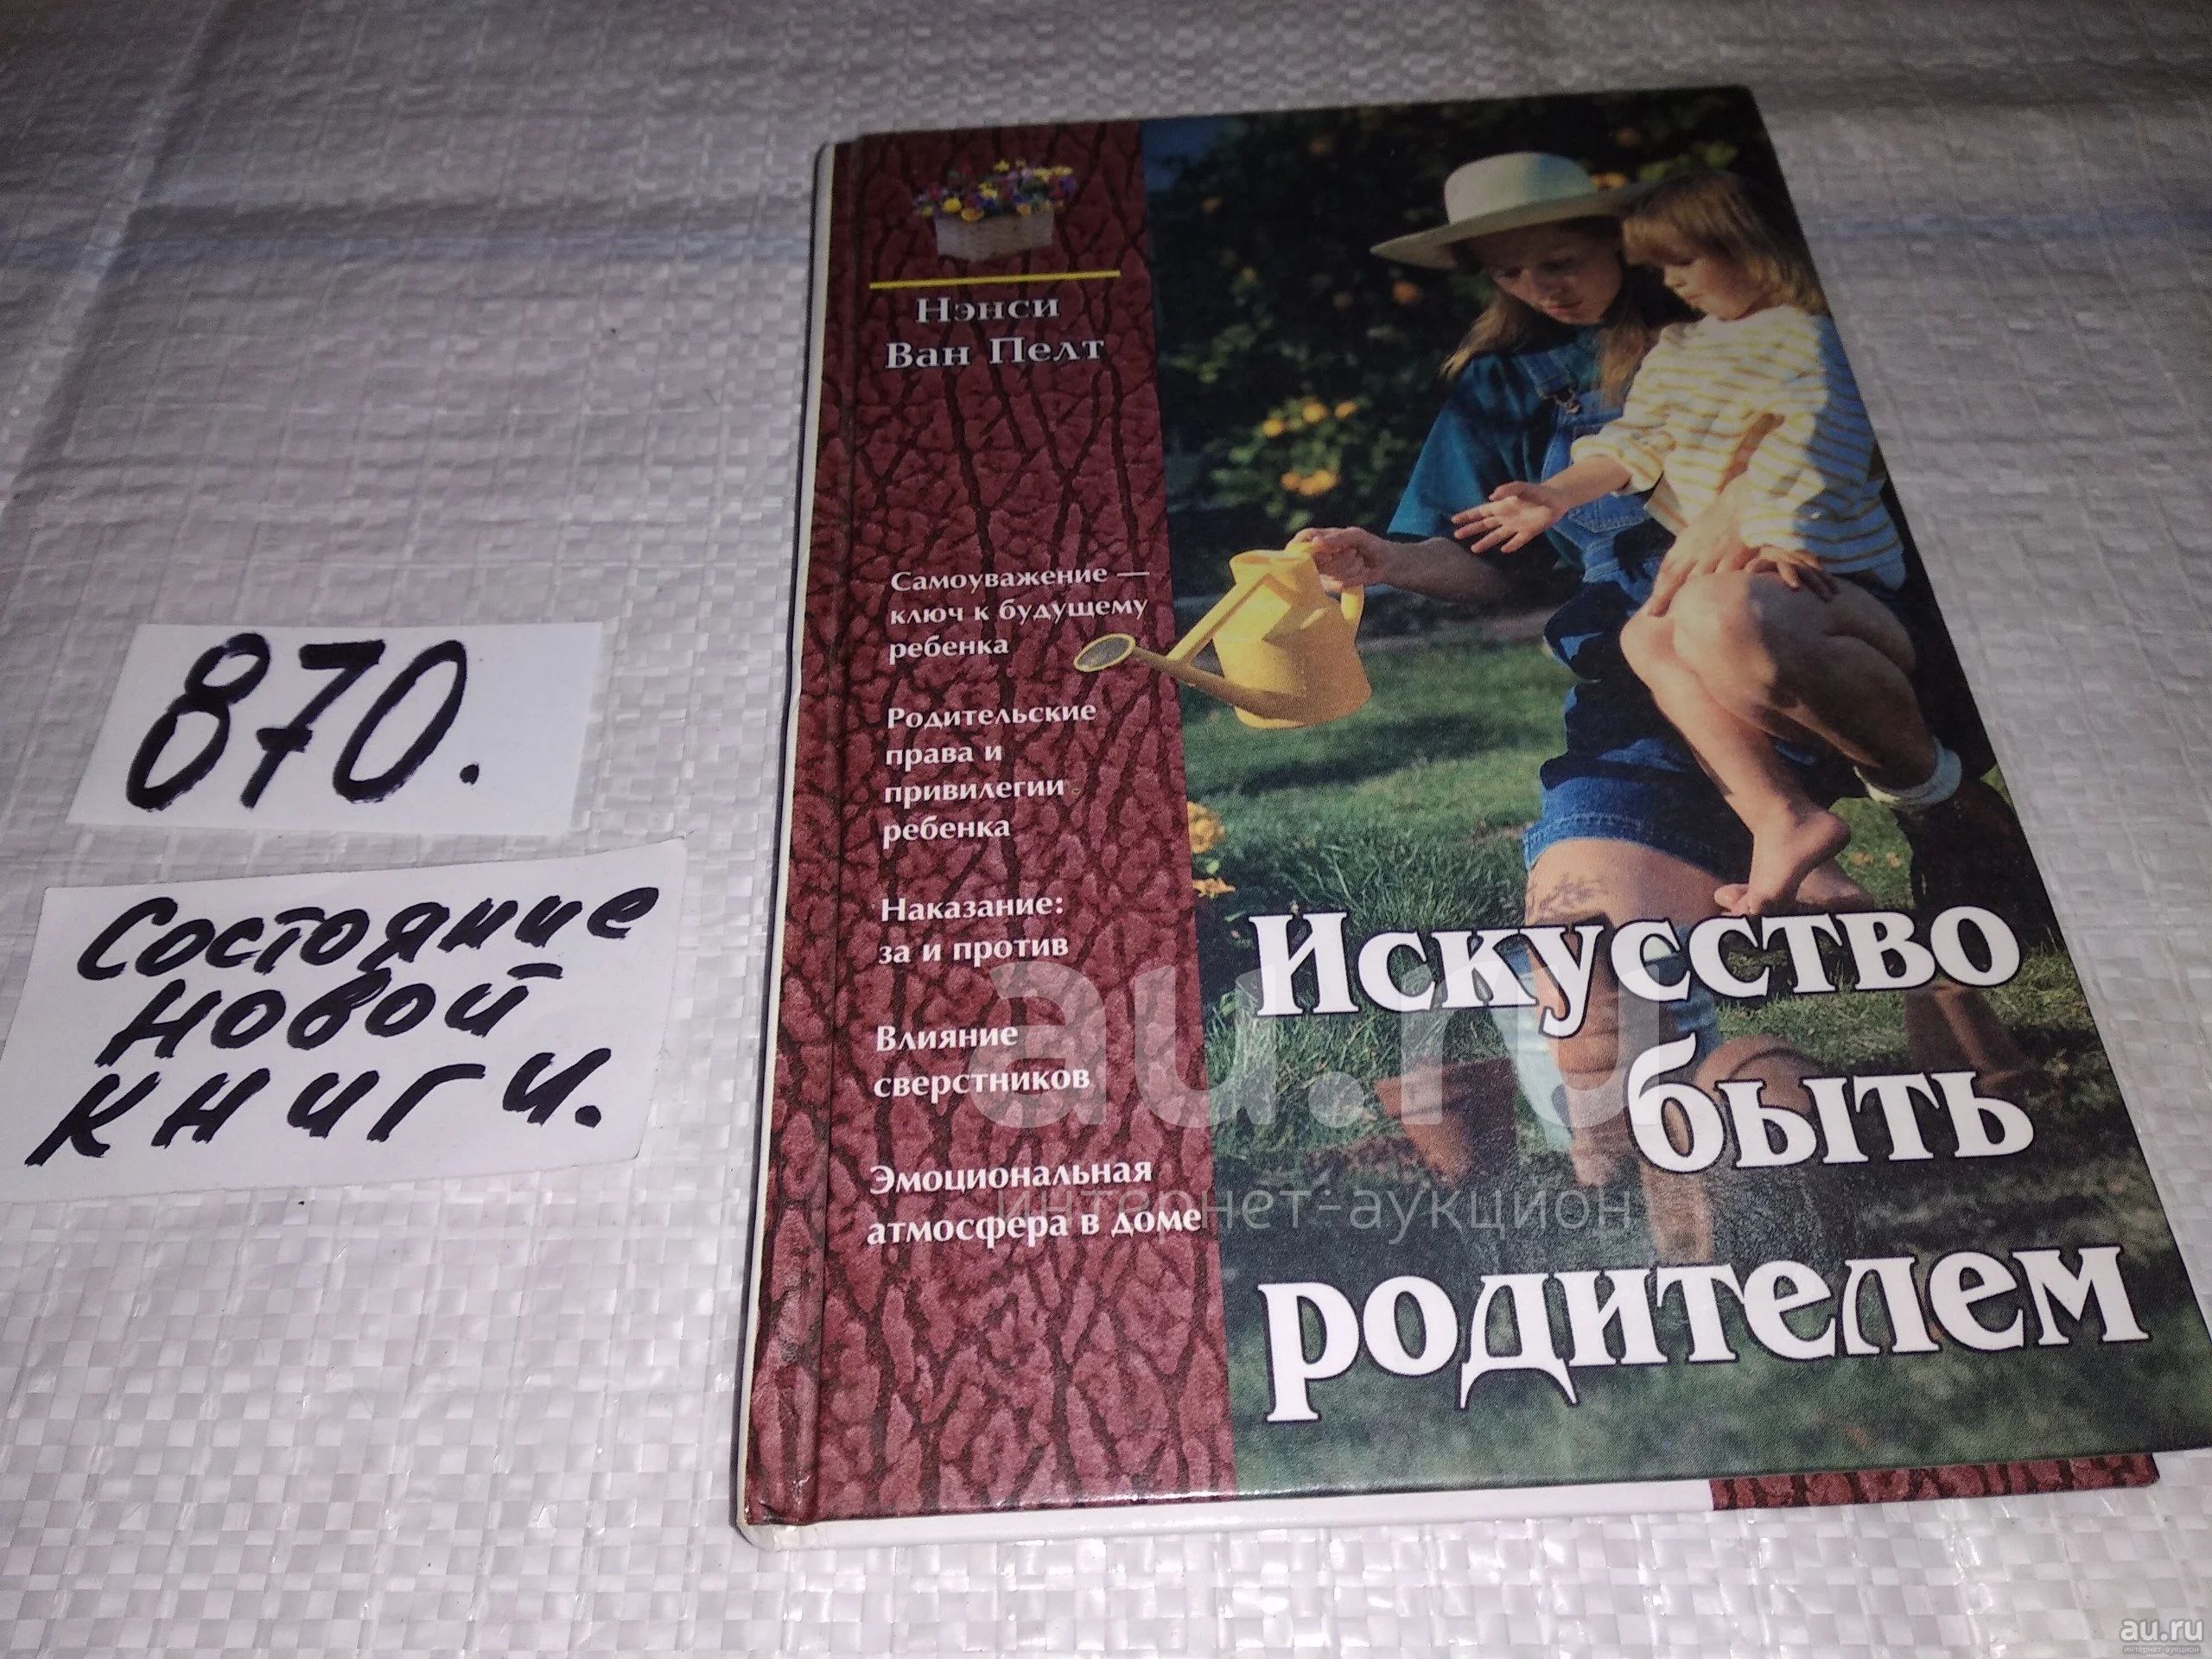 870.
Состояние
новой
книги.
Нэнси
Ван Пелт
Самоуважение —
ключ к будущему
ребенка
Родительские
права и
привилегии
ребенка
Наказание:
за и против
Влияние
сверстников
Эмоциональная
атмосфера в доме
Искусство
быть
родителем
au.ru
интернет-аукцион
au.ru
интернет-аукцион